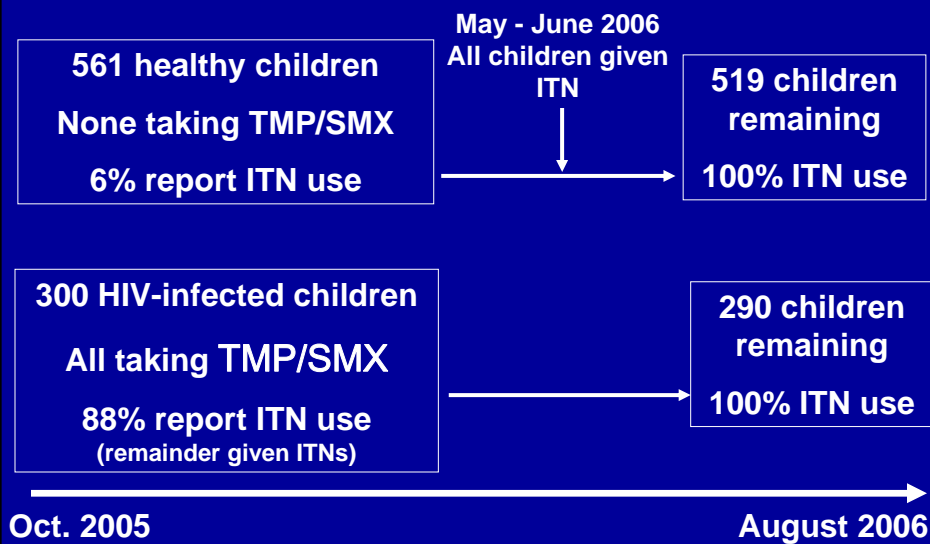 561 healthy children
None taking TMP/SMX
6% report ITN use
May - June 2006
All children given
ITN
519 children
remaining
100% ITN use
300 HIV-infected children
All taking TMP/SMX
88% report ITN use
(remainder given ITNs)
290 children
remaining
100% ITN use
Oct. 2005
August 2006